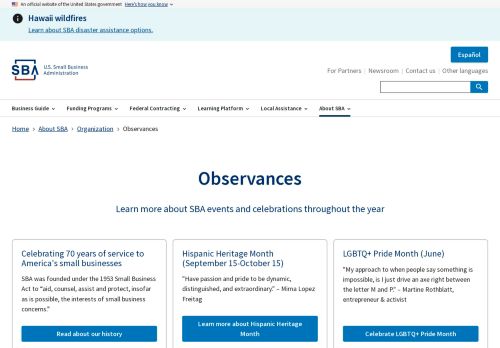 An official website of the United States government Here's how you know
Hawaii wildfires
Learn about SBA disaster assistance options.
Español
SBA U.S. Small Business
Administration
For Partners Newsroom Contact us Other languages
Business Guide Funding Programs Federal Contracting Learning Platform Local Assistance About SBA
Home About SBA Organization Observances
Observances
Learn more about SBA events and celebrations throughout the year
Celebrating 70 years of service to
America's small businesses
SBA was founded under the 1953 Small Business
Act to "aid, counsel, assist and protect, insofar
as is possible, the interests of small business
concerns."
Read about our history
Hispanic Heritage Month
(September 15-October 15)
"Have passion and pride to be dynamic,
distinguished, and extraordinary." – Mirna Lopez
Freitag
Learn more about Hispanic Heritage
Month
LGBTQ+ Pride Month (June)
"My approach to when people say something is
impossible, is I just drive an axe right between
the letter M and P." – Martine Rothblatt,
entrepreneur & activist
Celebrate LGBTQ+ Pride Month